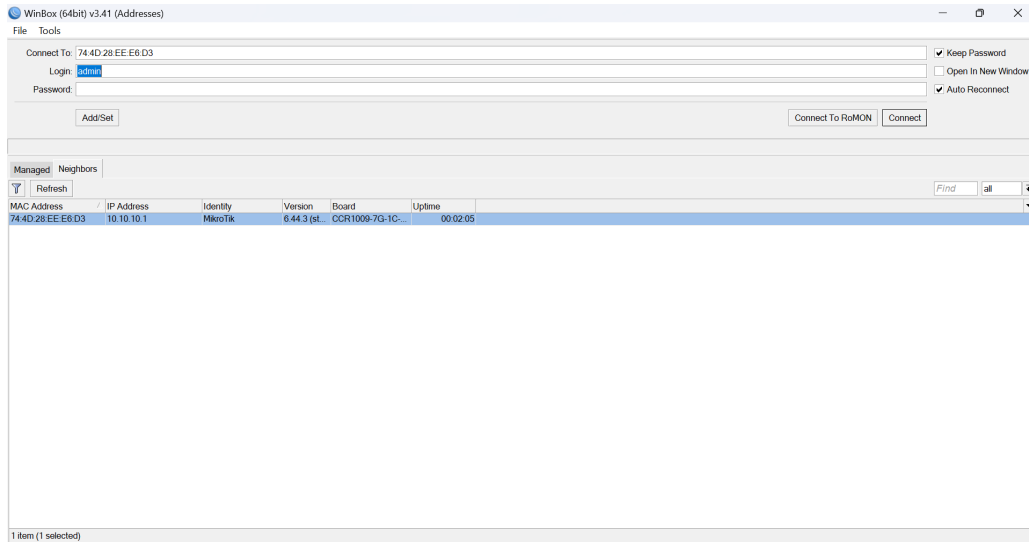 WinBox (64bit) v3.41 (Addresses)
File Tools
Connect To: 74:4D:28:EE:E6:D3
Keep Password
Login: admin
Open In New Window
Password:
Auto Reconnect
Add/Set
Connect To RoMON
Connect
Managed
Neighbors
Refresh
Find
all
MAC Address / IP Address Identity Version Board Uptime
74:4D:28:EE:E6:D3 10.10.10.1 MikroTik 6.44.3 (st... CCR1009-7G-1C-... 00:02:05
1 item (1 selected)